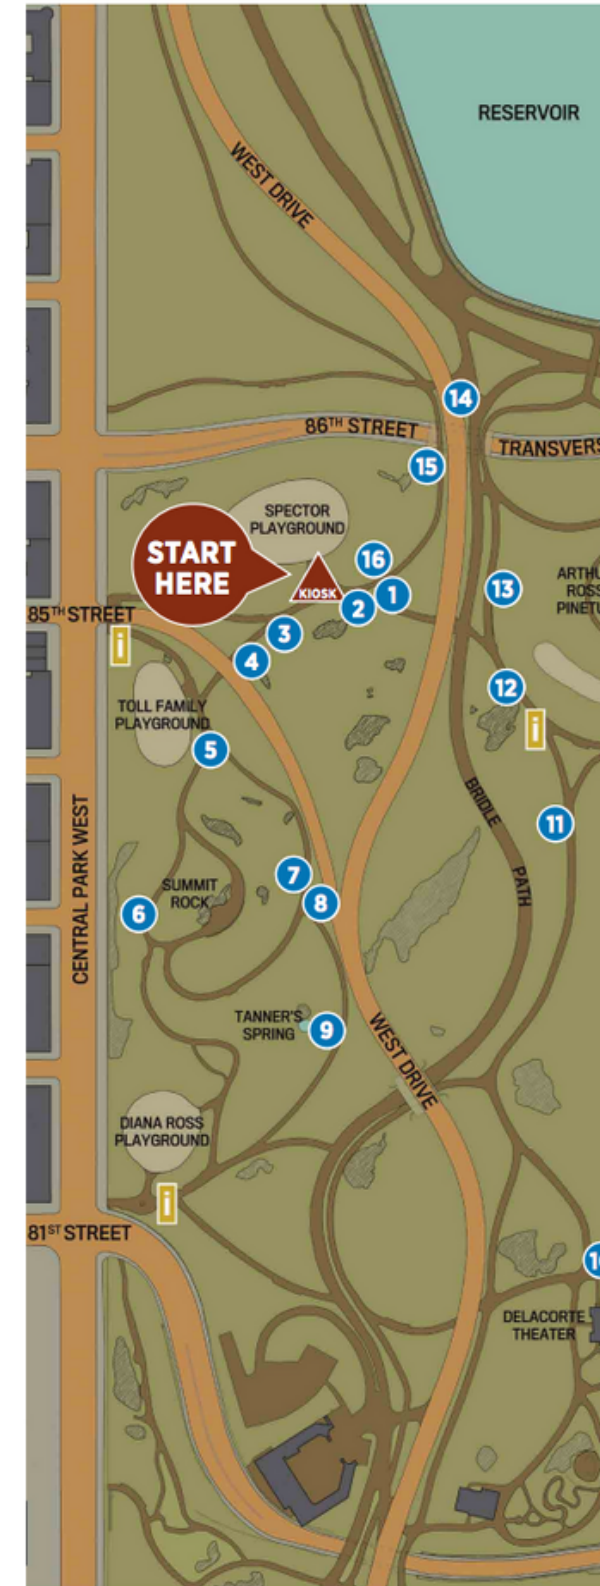 RESERVOIR
WEST DRIVE
14
86TH STREET
TRANSVERS
15
SPECTOR
PLAYGROUND
START
HERE
KIOSK
16
1
2
13
ARTHU
ROSS
PINETU
85TH STREET
i
3
4
12
TOLL FAMILY
PLAYGROUND
5
i
BRIDLE
PATH
11
CENTRAL PARK WEST
SUMMIT
ROCK
7
8
6
TANNER'S
SPRING
9
WEST DRIVE
DIANA ROSS
PLAYGROUND
i
81ST STREET
1
DELACORTE
THEATER